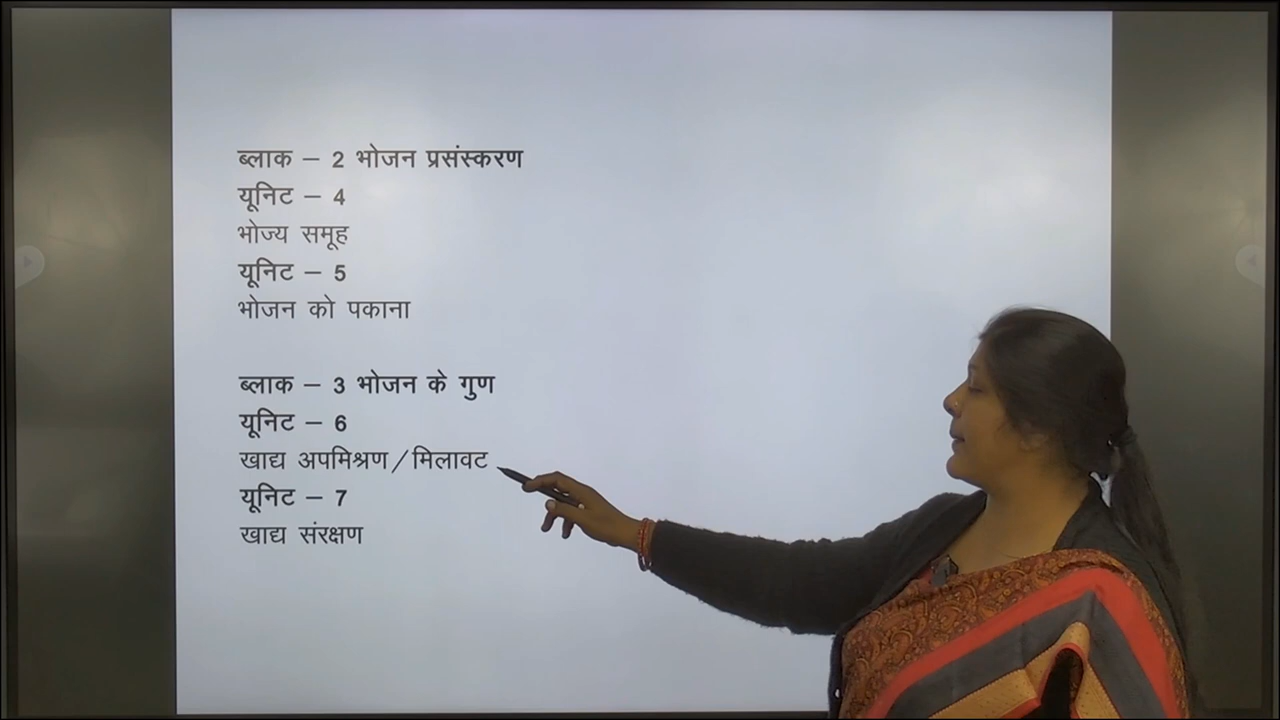 ब्लाक – 2 भोजन प्रसंस्करण
यूनिट – 4
भोज्य समूह
यूनिट – 5
भोजन को पकाना
ब्लाक – 3 भोजन के गुण
यूनिट – 6
खाद्य अपमिश्रण/मिलावट
यूनिट – 7
खाद्य संरक्षण